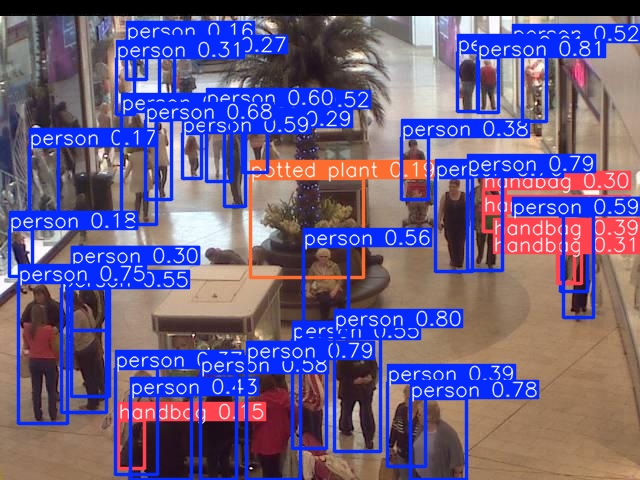 person 0.16
person 0.31
0.27
0.52
person 0.81
person
0.60
0.52
person 0.68
person 0.59
0.29
person 0.38
person 0.17
potted plant 0.19
person 0.79
handbag 0.30
person 0.59
handbag 0.39
handbag 0.31
person 0.18
person 0.56
person 0.30
person 0.75
person 0.55
person 0.80
person 0.55
person 0.79
person 0.58
person 0.39
person 0.43
person 0.78
handbag 0.15